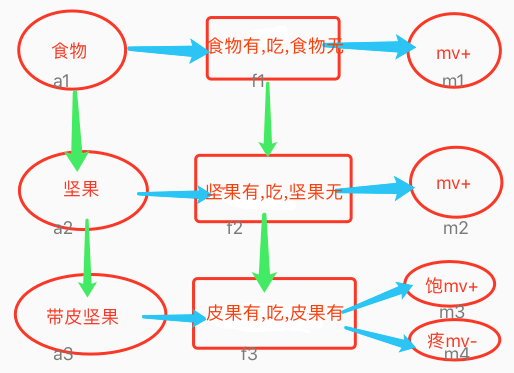 食物
食物有,吃,食物无
mv+
a1
f1
m1
坚果
坚果有,吃,坚果无
mv+
a2
f2
m2
带皮坚果
皮果有,吃,皮果有
饱mv+
m3
疼mv-
a3
f3
m4